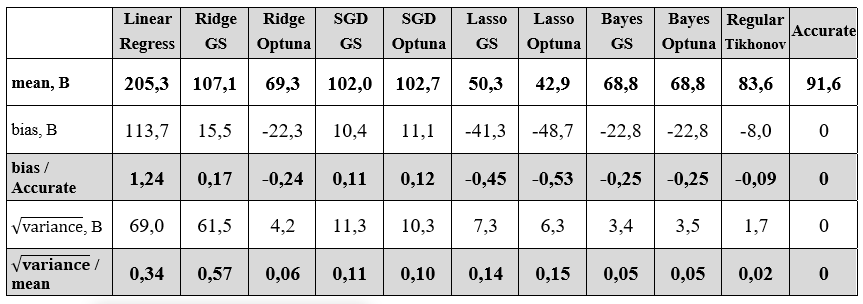 Linear Regress Ridge GS Ridge Optuna SGD GS SGD Optuna Lasso GS Lasso Optuna Bayes GS Bayes Optuna Regular Tikhonov Accurate
mean, B 205,3 107,1 69,3 102,0 102,7 50,3 42,9 68,8 68,8 83,6 91,6
bias, B 113,7 15,5 -22,3 10,4 11,1 -41,3 -48,7 -22,8 -22,8 -8,0 0
bias / Accurate 1,24 0,17 -0,24 0,11 0,12 -0,45 -0,53 -0,25 -0,25 -0,09 0
√variance, B 69,0 61,5 4,2 11,3 10,3 7,3 6,3 3,4 3,5 1,7 0
√variance / mean 0,34 0,57 0,06 0,11 0,10 0,14 0,15 0,05 0,05 0,02 0